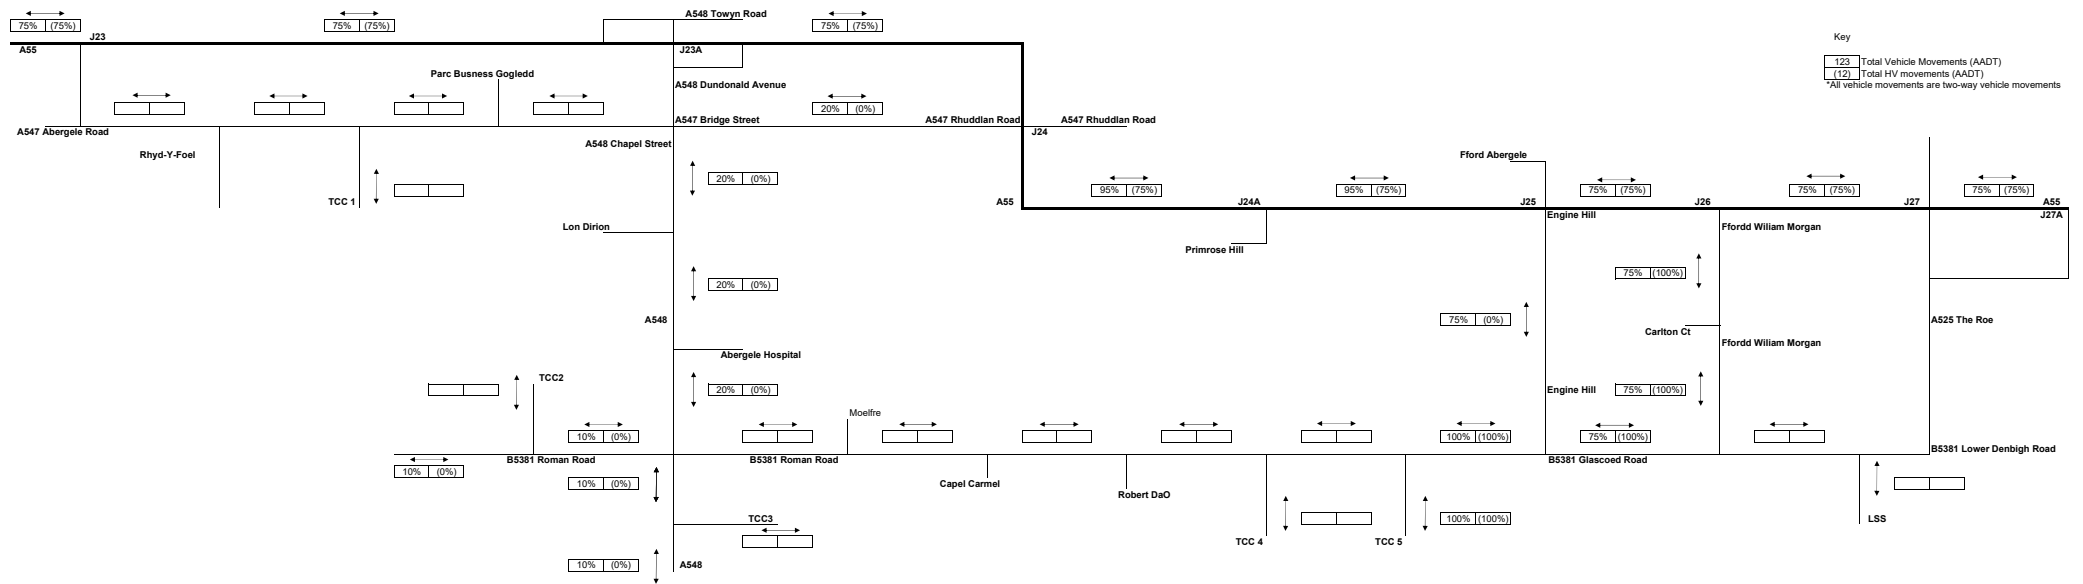 A548 Towyn Road
75% (75%)
75% (75%)
75% (75%)
J23
Key
A55
J23A
123 Total Vehicle Movements (AADT)
(12) Total HV movements (AADT)
*All vehicle movements are two-way vehicle movements
Parc Busness Gogledd
A548 Dundonald Avenue
20% (0%)
A547 Bridge Street
A547 Rhuddlan Road
A547 Rhuddlan Road
A547 Abergele Road
J24
A548 Chapel Street
Rhyd-Y-Foel
Fford Abergele
20% (0%)
95% (75%)
95% (75%)
75% (75%)
75% (75%)
75% (75%)
TCC 1
A55
J24A
J25
J26
J27
A55
Engine Hill
J27A
Lon Dirion
Ffordd Wiliam Morgan
Primrose Hill
75% (100%)
20% (0%)
A548
75% (0%)
A525 The Roe
Carlton Ct
Ffordd Wiliam Morgan
Abergele Hospital
TCC2
20% (0%)
Engine Hill
75% (100%)
Moelfre
10% (0%)
100% (100%)
75% (100%)
B5381 Lower Denbigh Road
B5381 Roman Road
B5381 Roman Road
B5381 Glascoed Road
10% (0%)
10% (0%)
Capel Carmel
Robert DaO
TCC3
100% (100%)
LSS
TCC 4
TCC 5
10% (0%)
A548